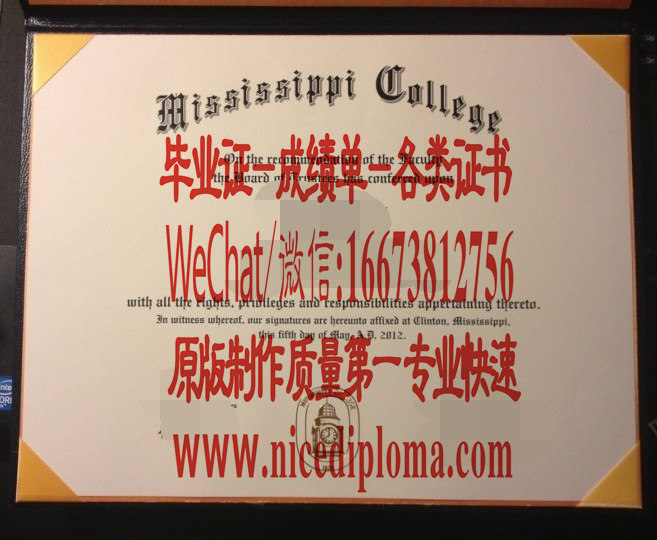 Mississippi College
毕业证–成绩单–各类证书
On the recommendation of the Faculty
the Board of Trustees has conferred upon
WeChat/微信:16673812756
with all the rights, privileges and responsibilities appertaining thereto.
In witness whereof, our signatures are hereunto affixed at Clinton, Mississippi,
this fifth day of May, A.D. 2012.
原版制作质量第一专业快速
www.nicediploma.com